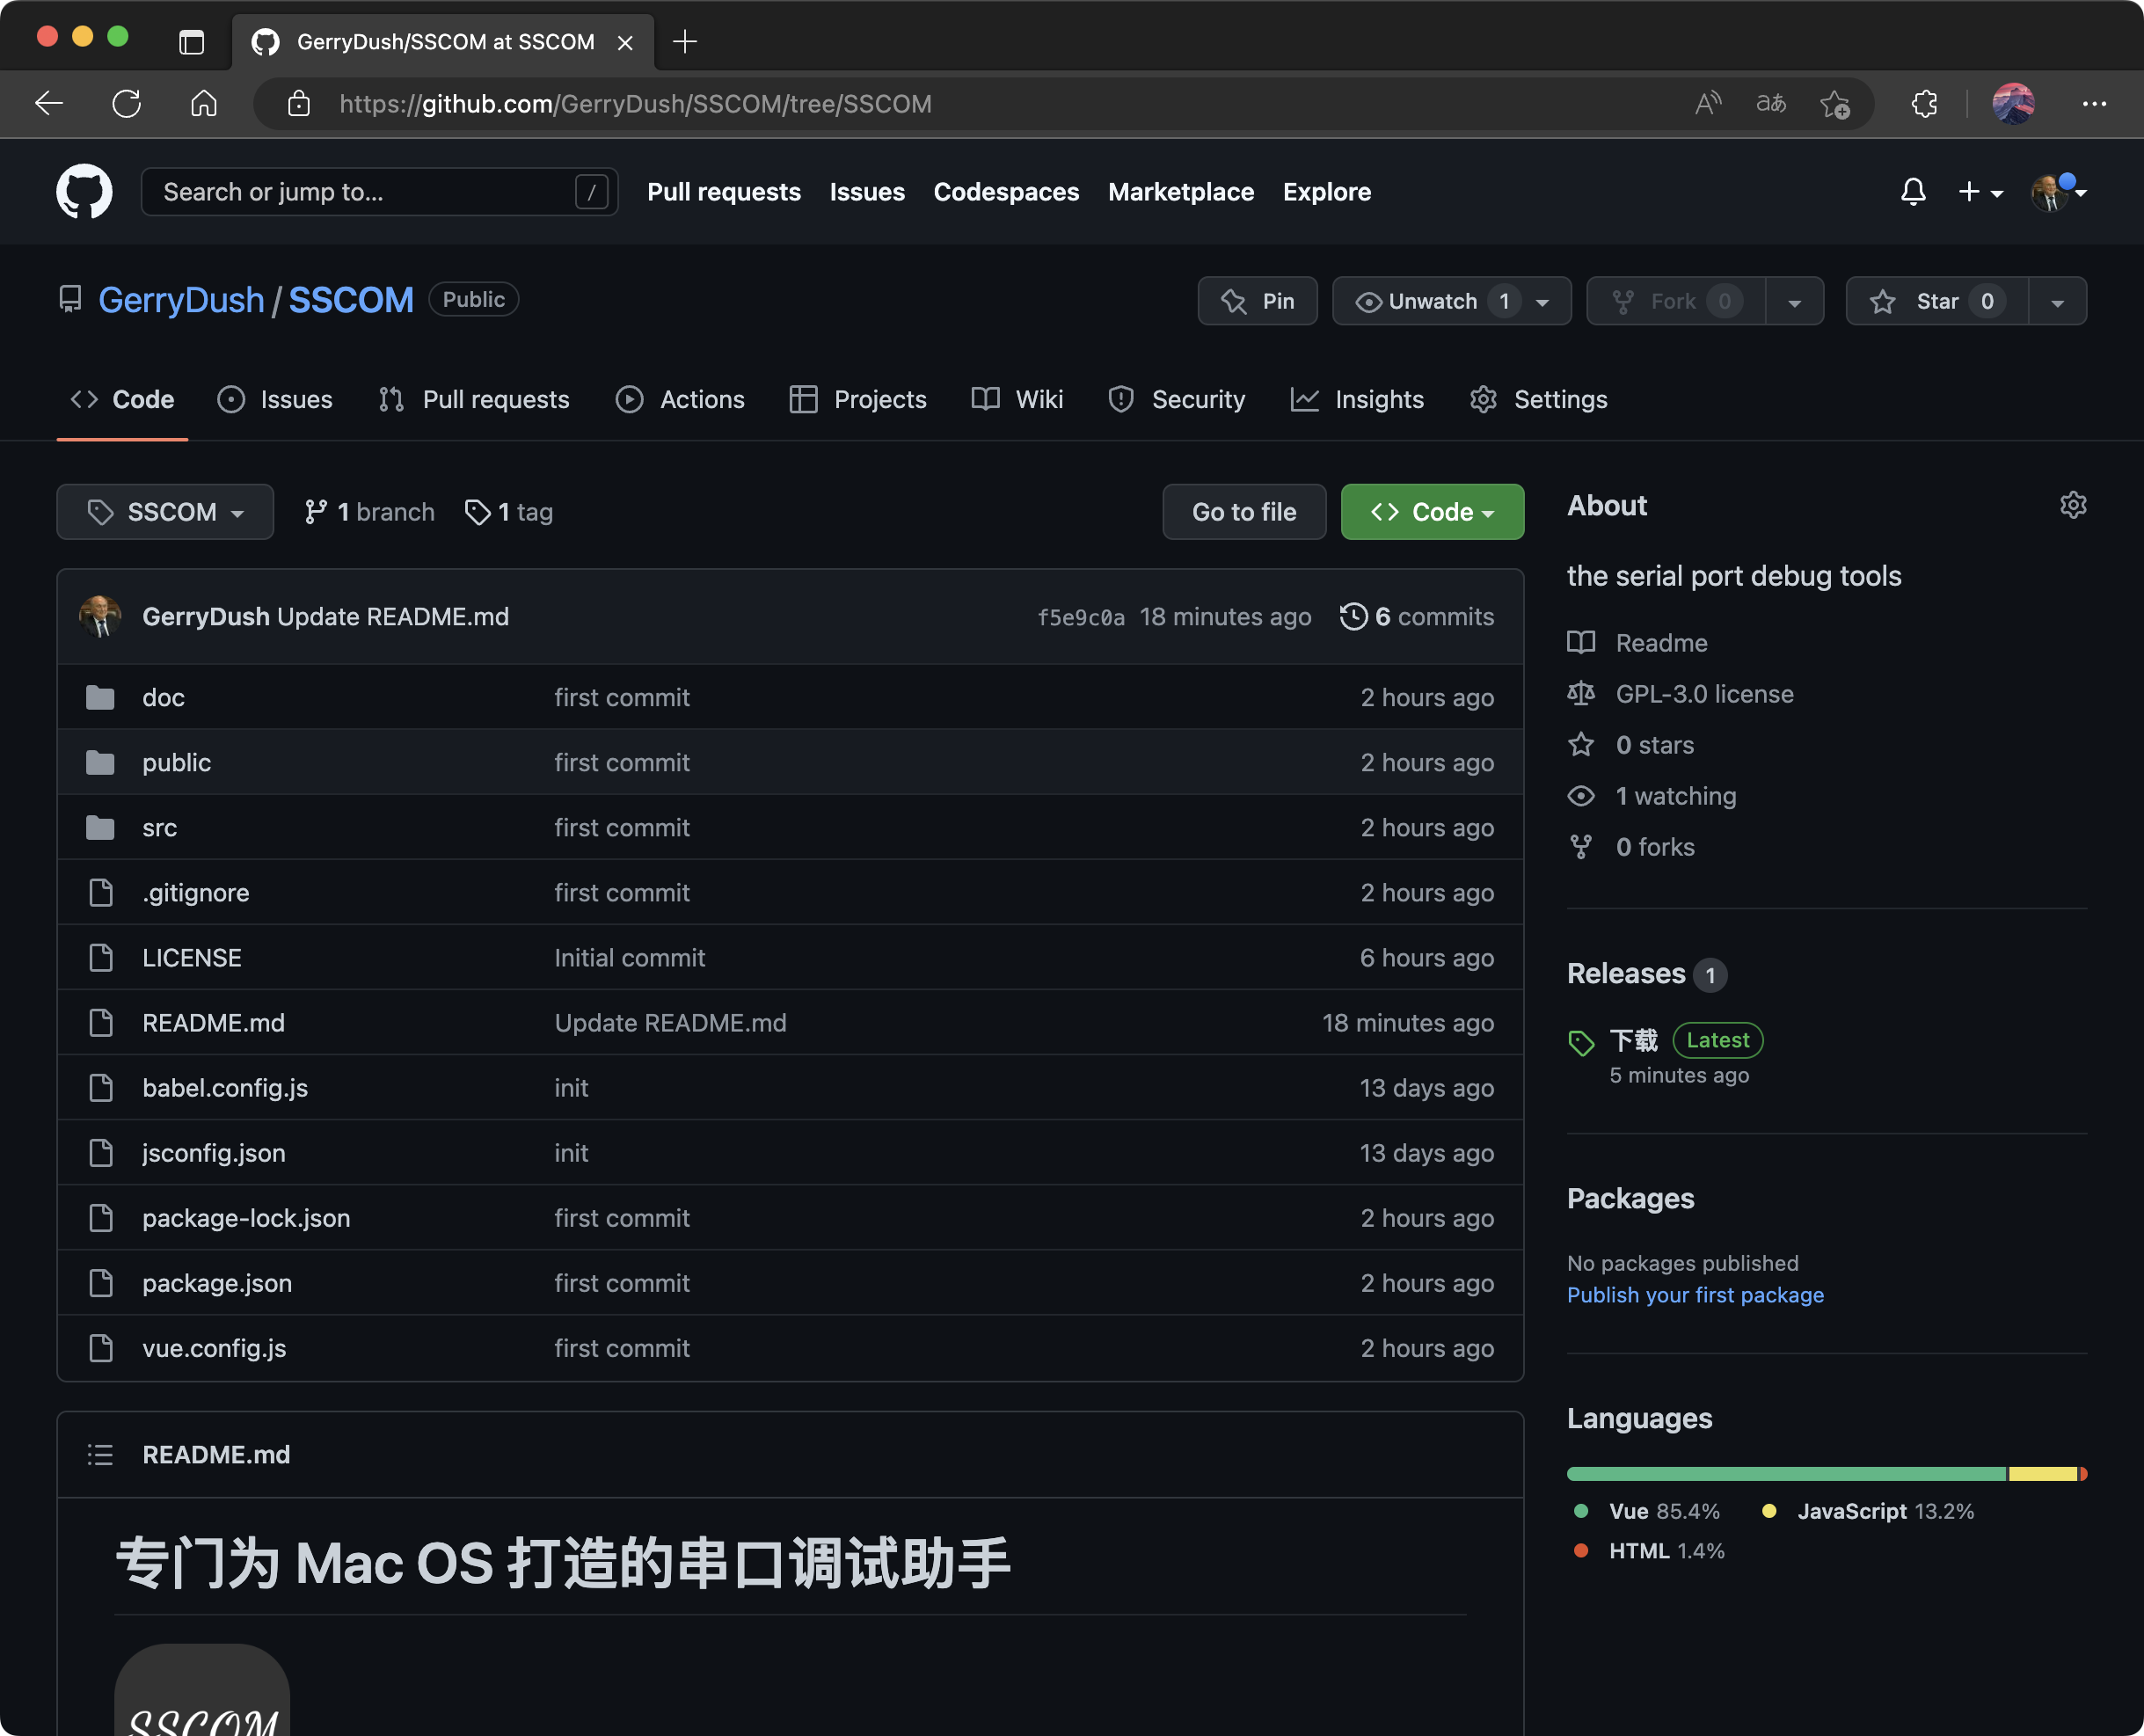 GerryDush/SSCOM at SSCOM
https://github.com/GerryDush/SSCOM/tree/SSCOM
Search or jump to... /
Pull requests Issues Codespaces Marketplace Explore
GerryDush / SSCOM Public
Pin Unwatch 1 Fork 0 Star 0
Code Issues Pull requests Actions Projects Wiki Security Insights Settings
SSCOM 1 branch 1 tag Go to file Code
GerryDush Update README.md f5e9c0a 18 minutes ago 6 commits
doc first commit 2 hours ago
public first commit 2 hours ago
src first commit 2 hours ago
.gitignore first commit 2 hours ago
LICENSE Initial commit 6 hours ago
README.md Update README.md 18 minutes ago
babel.config.js init 13 days ago
jsconfig.json init 13 days ago
package-lock.json first commit 2 hours ago
package.json first commit 2 hours ago
vue.config.js first commit 2 hours ago
README.md
专门为 Mac OS 打造的串口调试助手
SSCOM
About
the serial port debug tools
Readme
GPL-3.0 license
0 stars
1 watching
0 forks
Releases 1
下载 Latest
5 minutes ago
Packages
No packages published
Publish your first package
Languages
Vue 85.4% JavaScript 13.2%
HTML 1.4%